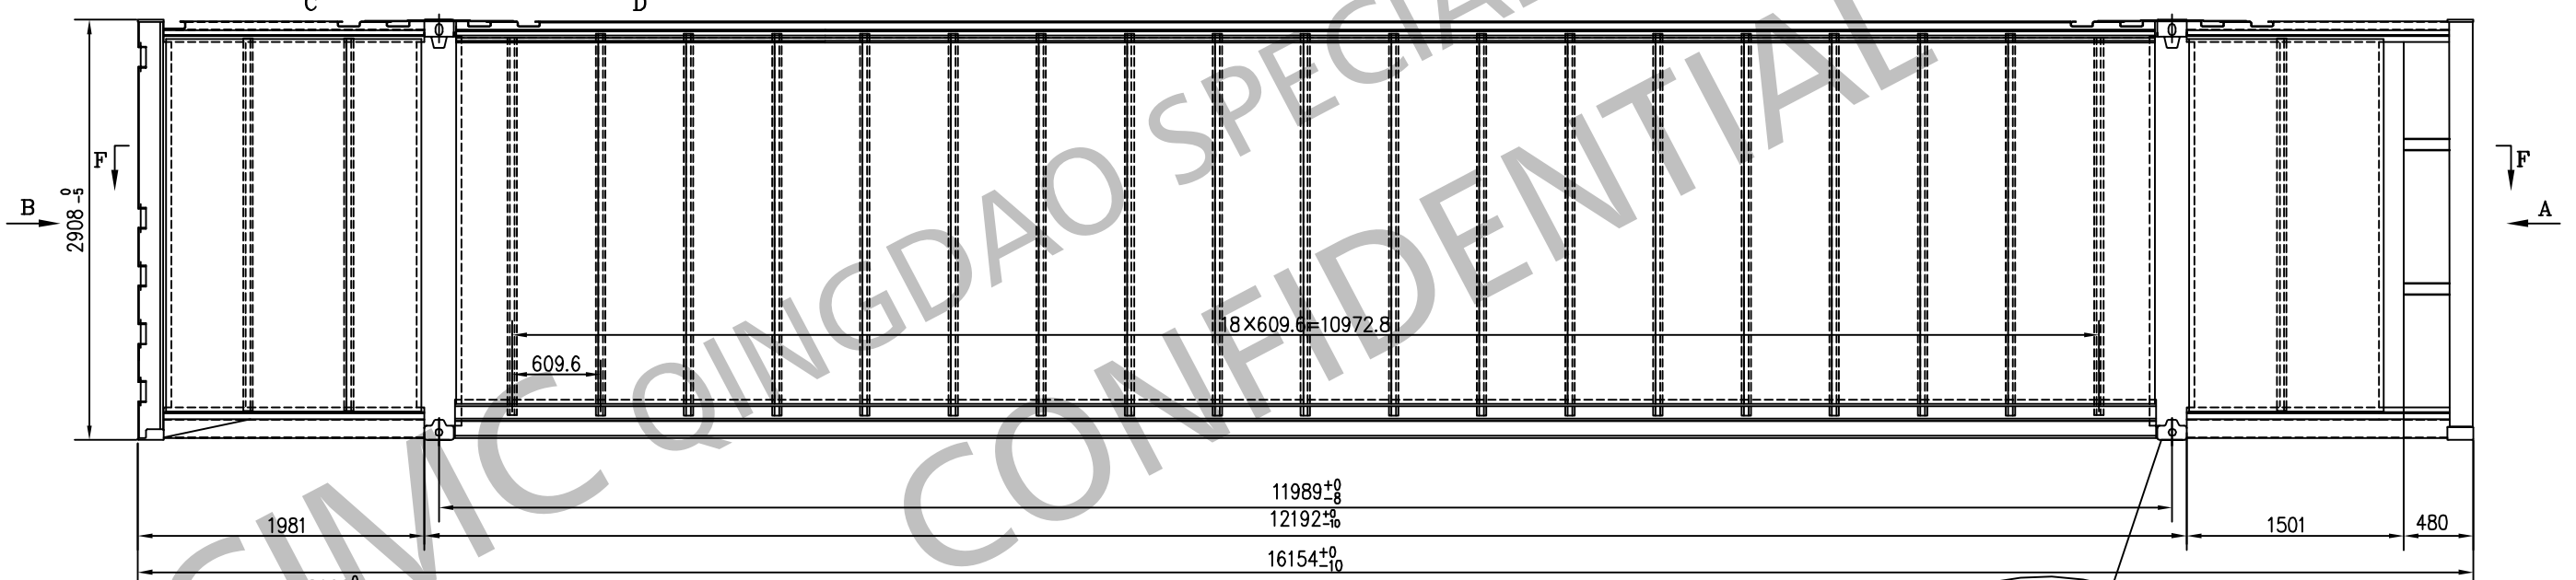 C D
F
B
2908 -0 5
F
A
18×609.6=10972.8
609.6
11989 +0 -8
1981
12192 +0 -10
1501
480
16154 +0 -10
CIMC QINGDAO SPECIAL
CONFIDENTIAL